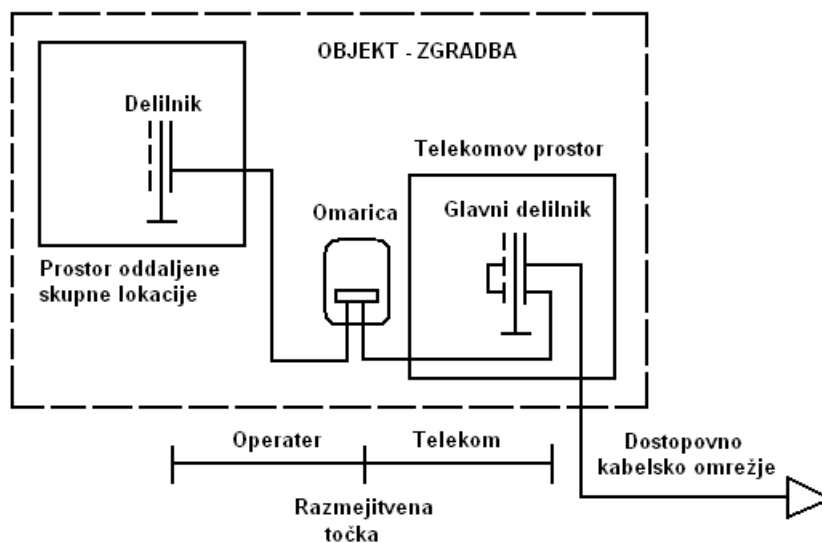 OBJEKT - ZGRADBA
Delilnik
Telekomov prostor
Omarica
Glavni delilnik
Prostor oddaljene
skupne lokacije
Operater
Telekom
Dostopovno
kabelsko omrežje
Razmejitvena
točka